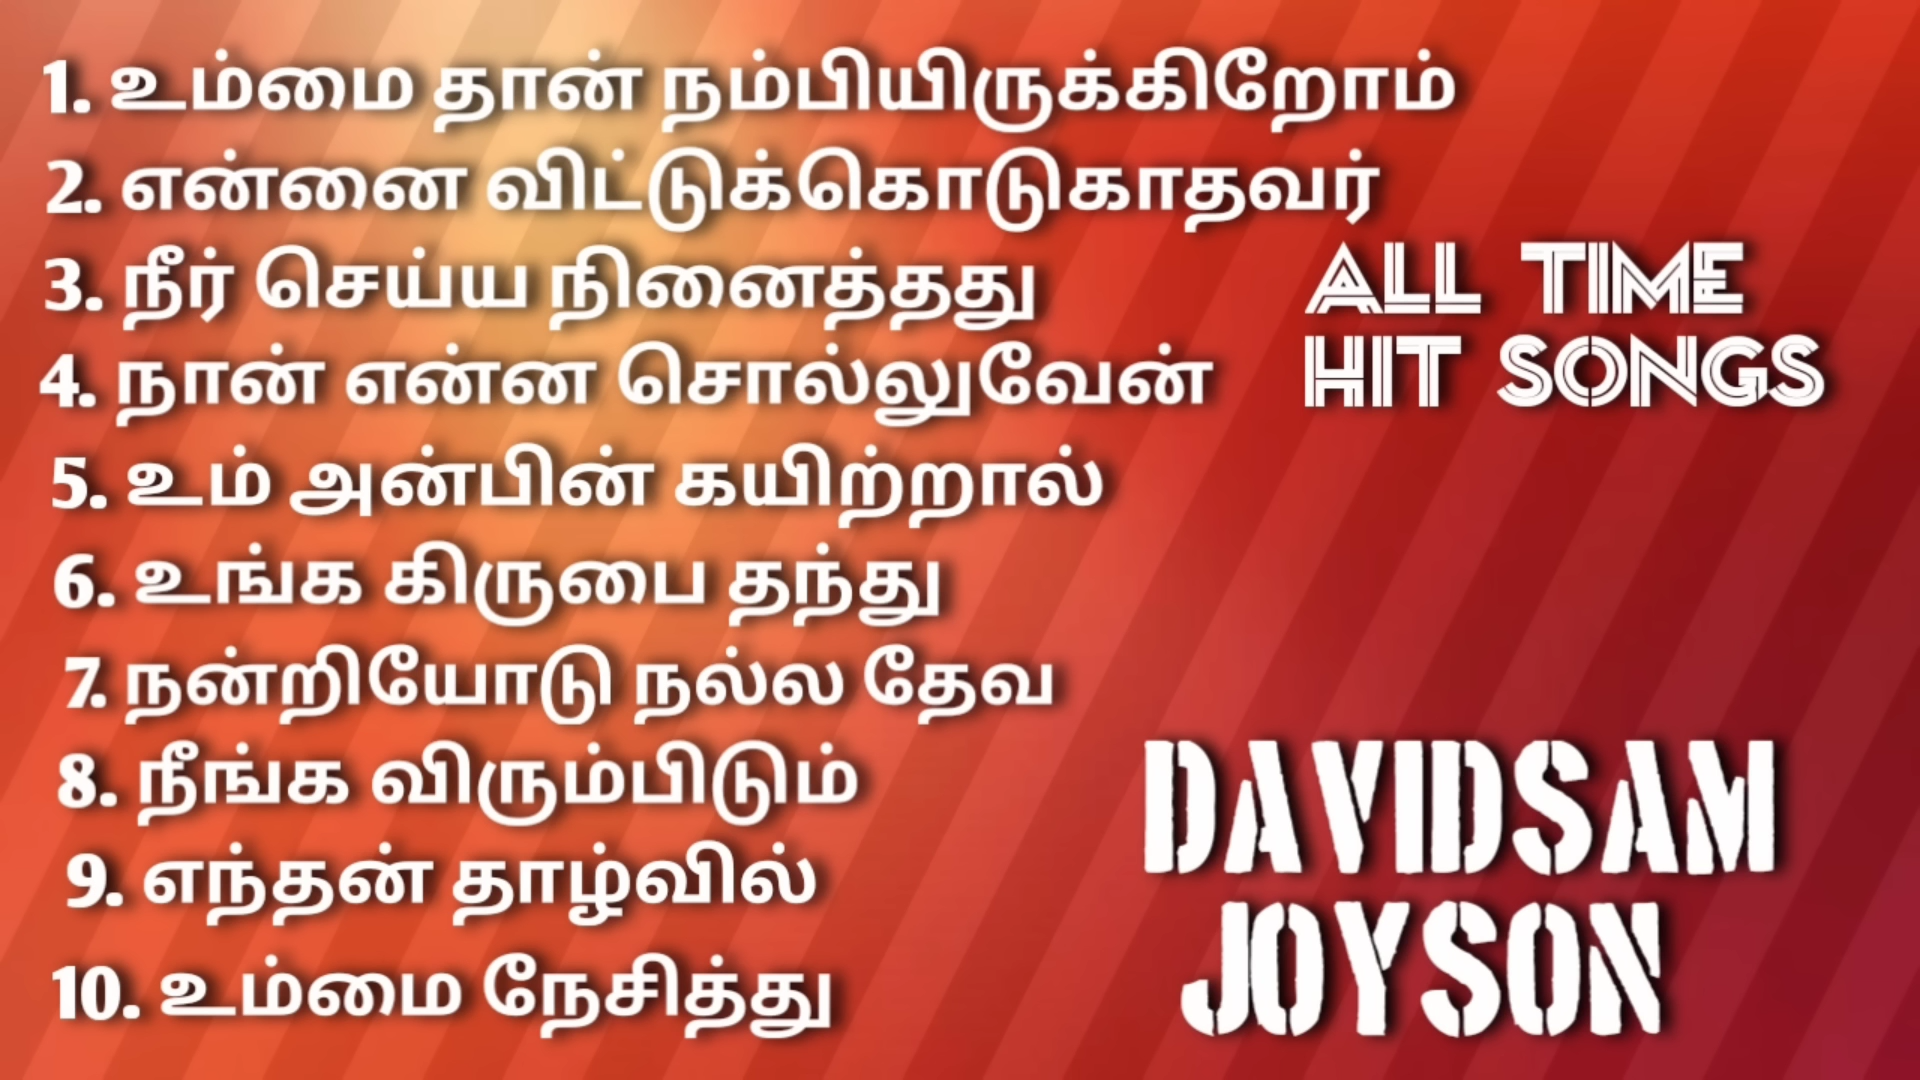 1. உம்மை தான் நம்பியிருக்கிறோம்
2. என்னை விட்டுக்கொடுகாதவர்
3. நீர் செய்ய நினைத்தது
4. நான் என்ன சொல்லுவேன்
5. உம் அன்பின் கயிற்றால்
6. உங்க கிருபை தந்து
7. நன்றியோடு நல்ல தேவ
8. நீங்க விரும்பிடும்
9. எந்தன் தாழ்வில்
10. உம்மை நேசித்து
ALL TIME
HIT SONGS
DAVIDSAM
JOYSON